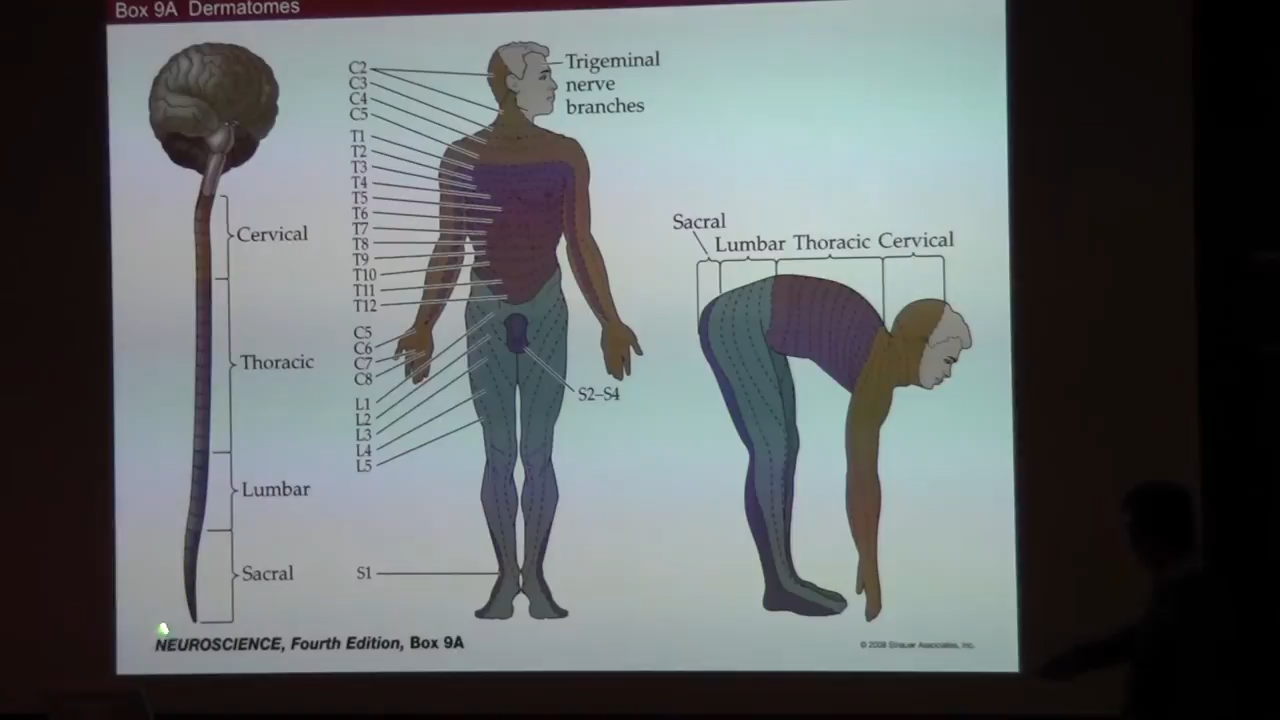 Box 9A Dermatomes
Cervical
Thoracic
Lumbar
Sacral
C2
C3
C4
C5
T1
T2
T3
T4
T5
T6
T7
T8
T9
T10
T11
T12
C5
C6
C7
C8
L1
L2
L3
L4
L5
S1
Trigeminal
nerve
branches
S2–S4
Sacral
Lumbar Thoracic Cervical
NEUROSCIENCE, Fourth Edition, Box 9A
© 2008 Sinauer Associates, Inc.